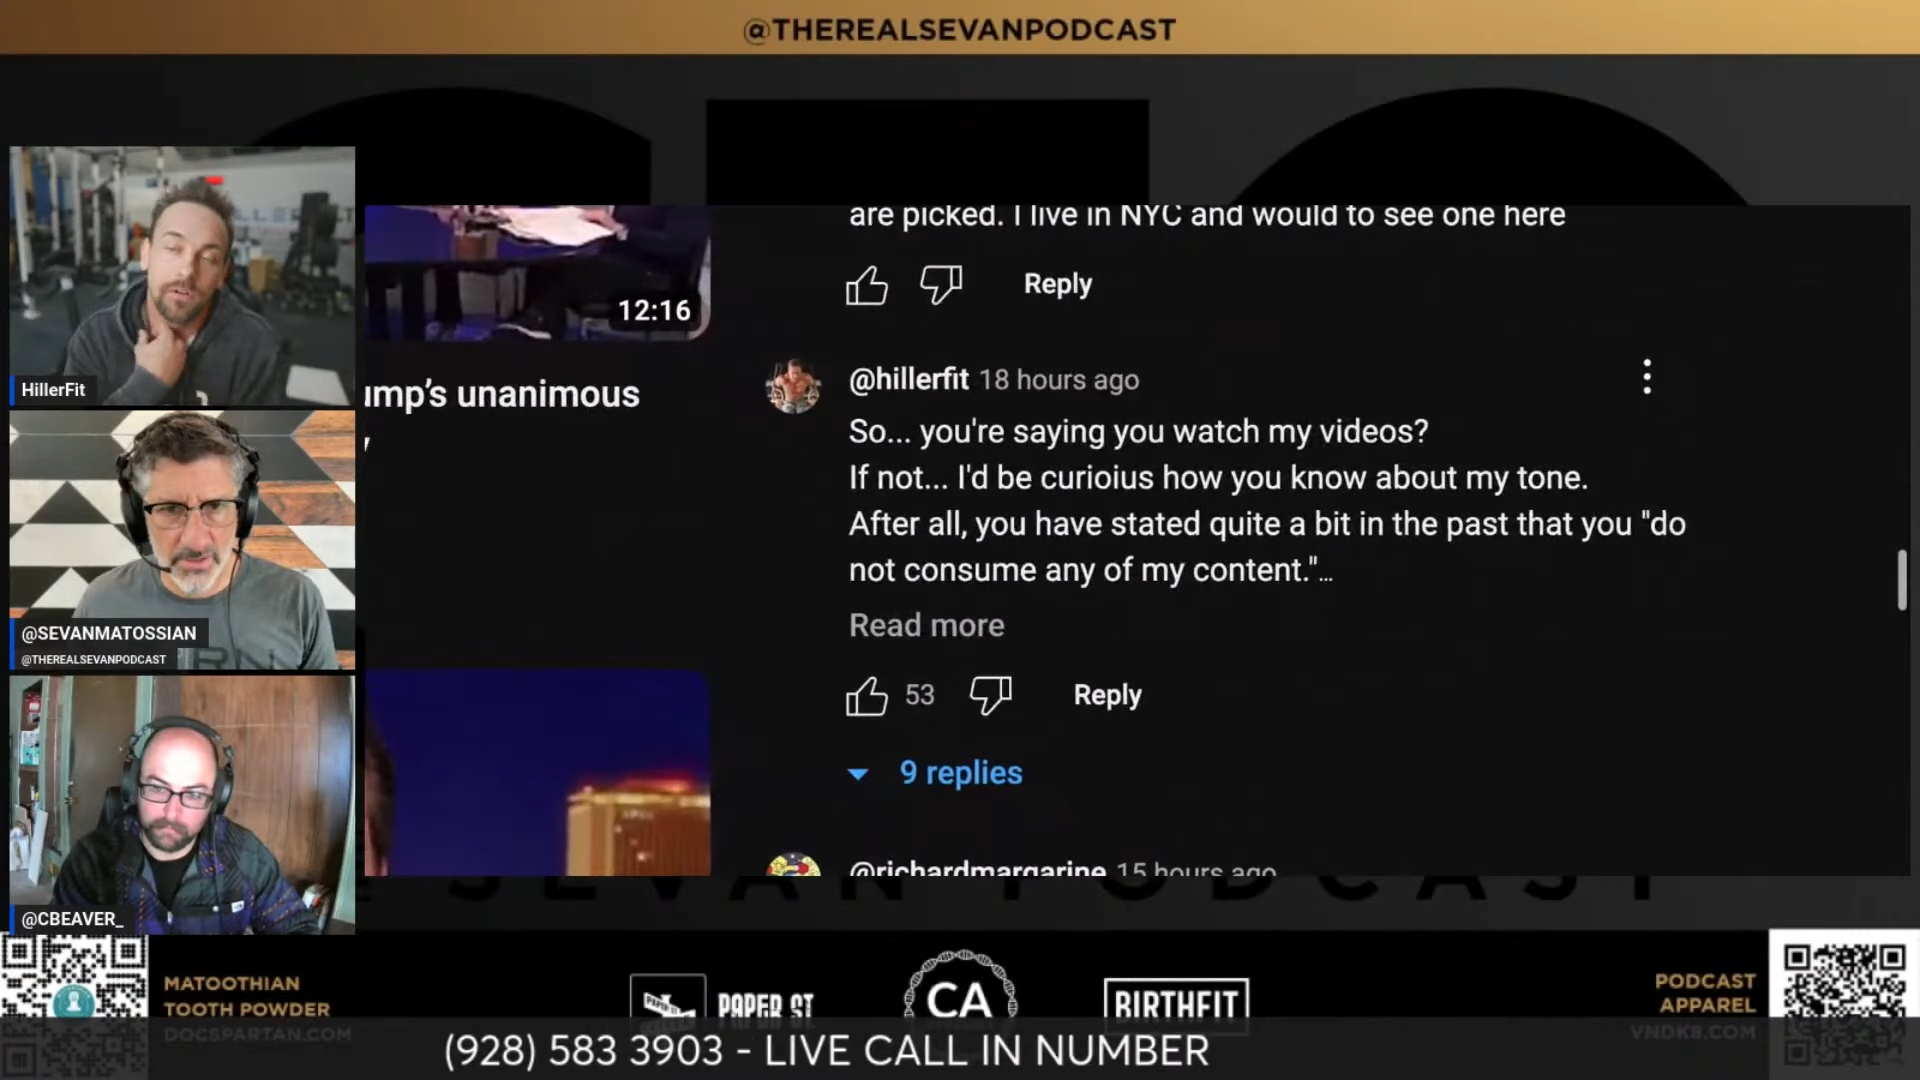 @THEREALSEVANPODCAST
are picked. I live in NYC and would to see one here
Reply
12:16
HillerFit
ump's unanimous
@hillerfit 18 hours ago
So... you're saying you watch my videos?
If not... I'd be curioius how you know about my tone.
After all, you have stated quite a bit in the past that you "do
not consume any of my content."...
Read more
53
Reply
9 replies
@SEVANMATOSSIAN
@THEREALSEVANPODCAST
@richardmargarine 15 hours ago
SEVAN PODCAST
@CBEAVER_
MATOOTHIAN
TOOTH POWDER
DOCSPARTAN.COM
PAPER ST
CA
BIRTHFIT
PODCAST
APPAREL
VNDK8.COM
(928) 583 3903 - LIVE CALL IN NUMBER